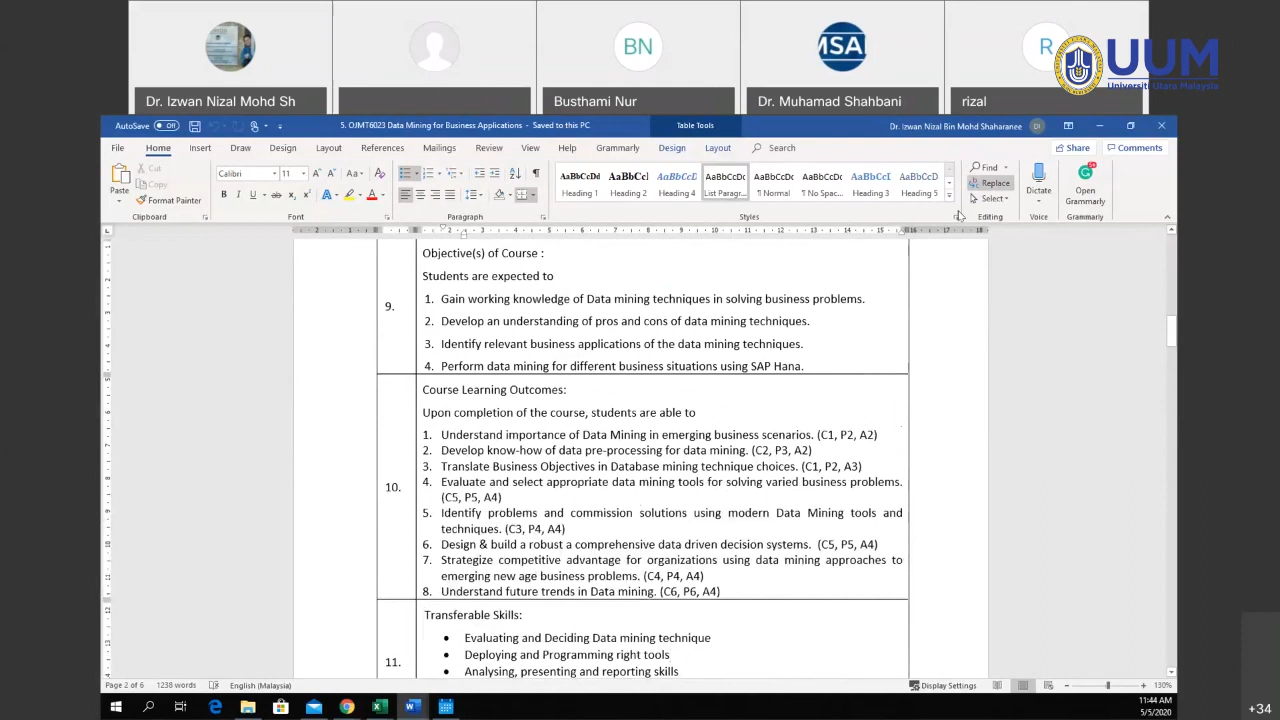 BN
MSA
R
UUM
Universiti Utara Malaysia
Dr. Izwan Nizal Mohd Sh
Busthami Nur
Dr. Muhamad Shahbani
rizal
AutoSave Off
5. OJMT6023 Data Mining for Business Applications - Saved to this PC
Table Tools
Dr. Izwan Nizal Bin Mohd Shaharanee
DI
File Home Insert Draw Design Layout References Mailings Review View Help Grammarly Design Layout Search Share Comments
Paste
Cut
Copy
Format Painter
Calibri 11
Aa
B I U
AaBbCcDd Heading 1
AaBbCcI Heading 2
AaBbCcD Heading 4
AaBbCcDc List Paragr...
AaBbCcDc ¶ Normal
AaBbCcDc ¶ No Spac...
AaBbCcI Heading 3
AaBbCcD Heading 5
Find
Replace
Select
Dictate
Open Grammarly
Clipboard Font Paragraph Styles Editing Voice Grammarly
9.
Objective(s) of Course :
Students are expected to
1. Gain working knowledge of Data mining techniques in solving business problems.
2. Develop an understanding of pros and cons of data mining techniques.
3. Identify relevant business applications of the data mining techniques.
4. Perform data mining for different business situations using SAP Hana.
10.
Course Learning Outcomes:
Upon completion of the course, students are able to
1. Understand importance of Data Mining in emerging business scenarios. (C1, P2, A2)
2. Develop know-how of data pre-processing for data mining. (C2, P3, A2)
3. Translate Business Objectives in Database mining technique choices. (C1, P2, A3)
4. Evaluate and select appropriate data mining tools for solving varied business problems.
(C5, P5, A4)
5. Identify problems and commission solutions using modern Data Mining tools and
techniques. (C3, P4, A4)
6. Design & build a robust a comprehensive data driven decision systems. (C5, P5, A4)
7. Strategize competitive advantage for organizations using data mining approaches to
emerging new age business problems. (C4, P4, A4)
8. Understand future trends in Data mining. (C6, P6, A4)
11.
Transferable Skills:
• Evaluating and Deciding Data mining technique
• Deploying and Programming right tools
• Analysing, presenting and reporting skills
Page 2 of 6 1238 words English (Malaysia) Display Settings 130%
11:44 AM
5/5/2020
+34